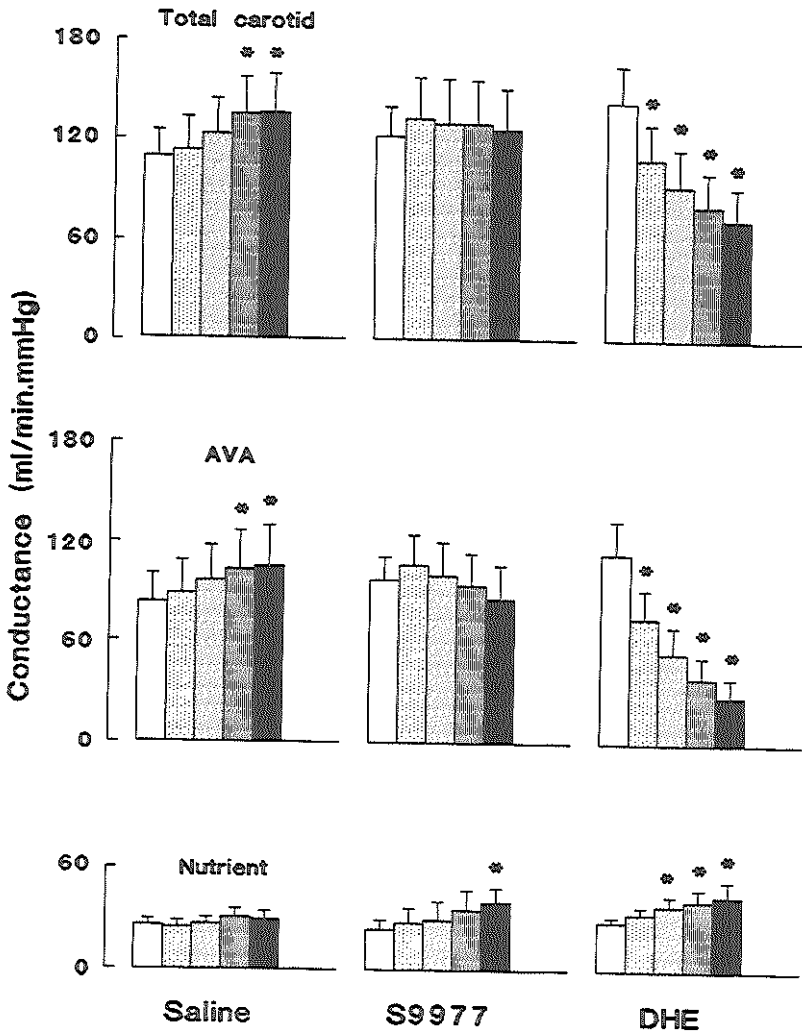 Total carotid
180
120
60
0
* *
* * * *
Conductance (ml/min.mmHg)
AVA
180
120
60
0
* *
* * * *
Nutrient
60
0
*
* * *
Saline S9977 DHE